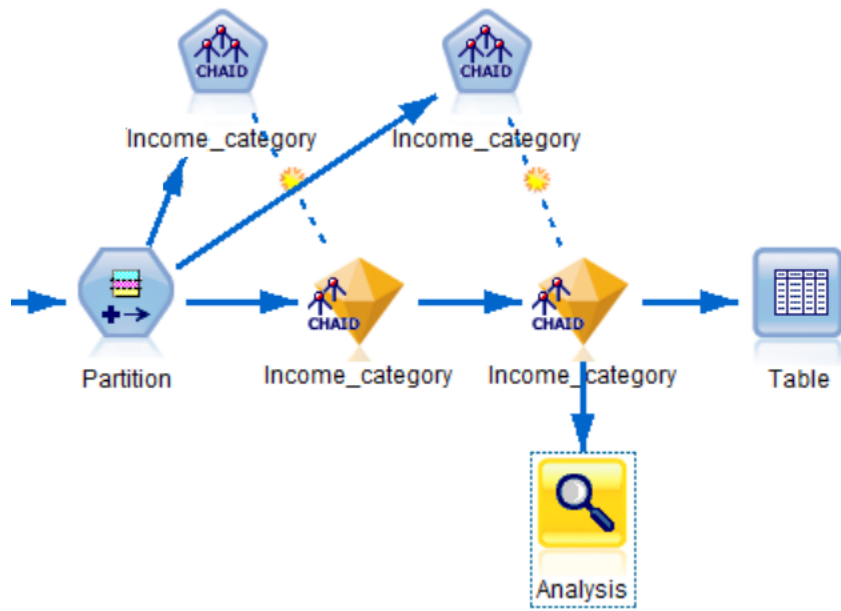 CHAID
CHAID
Income_category
Income_category
CHAID
CHAID
Partition
Income_category
Income_category
Table
Analysis